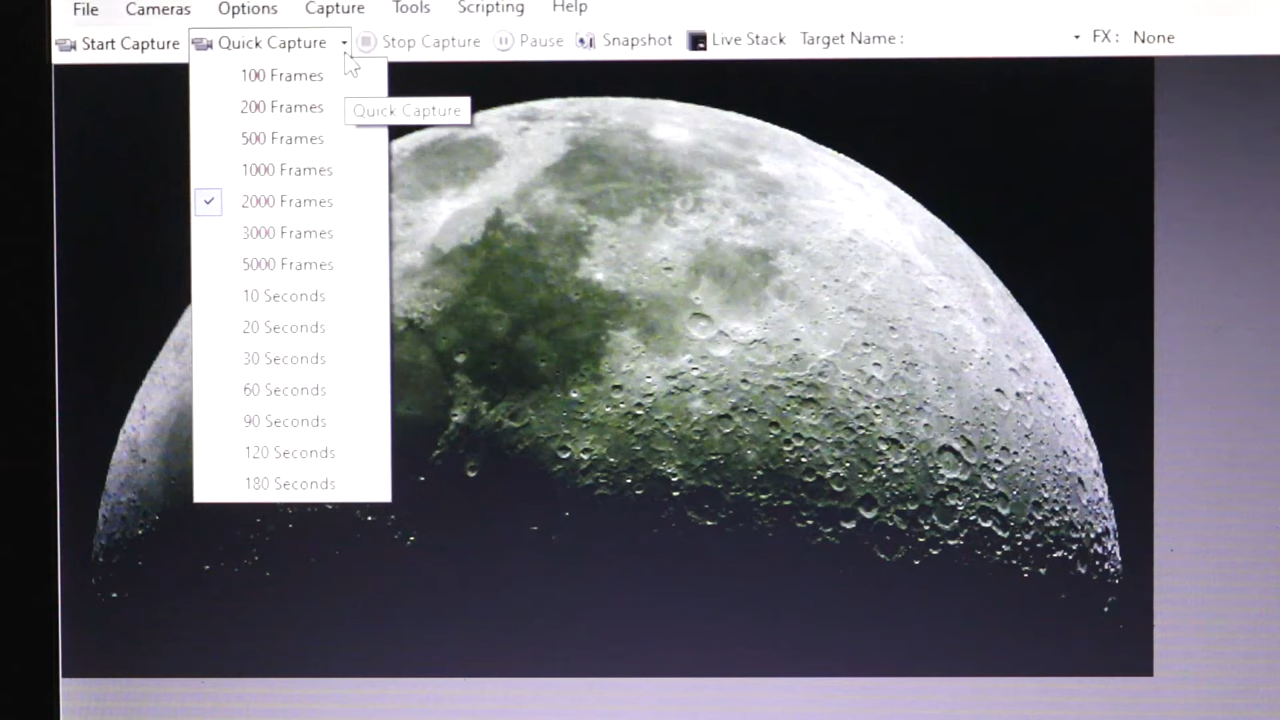 File Cameras Options Capture Tools Scripting Help
Start Capture Quick Capture Stop Capture Pause Snapshot Live Stack Target Name : FX : None
100 Frames
Quick Capture
200 Frames
500 Frames
1000 Frames
2000 Frames
3000 Frames
5000 Frames
10 Seconds
20 Seconds
30 Seconds
60 Seconds
90 Seconds
120 Seconds
180 Seconds